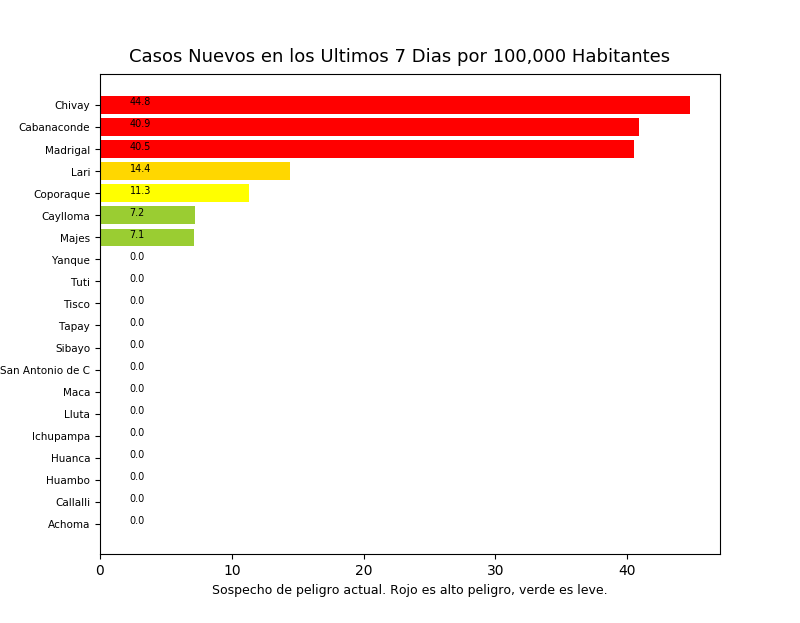 Casos Nuevos en los Ultimos 7 Dias por 100,000 Habitantes
Chivay 44.8
Cabanaconde 40.9
Madrigal 40.5
Lari 14.4
Coporaque 11.3
Caylloma 7.2
Majes 7.1
Yanque 0.0
Tuti 0.0
Tisco 0.0
Tapay 0.0
Sibayo 0.0
San Antonio de C 0.0
Maca 0.0
Lluta 0.0
Ichupampa 0.0
Huanca 0.0
Huambo 0.0
Callalli 0.0
Achoma 0.0
0 10 20 30 40
Sospecho de peligro actual. Rojo es alto peligro, verde es leve.